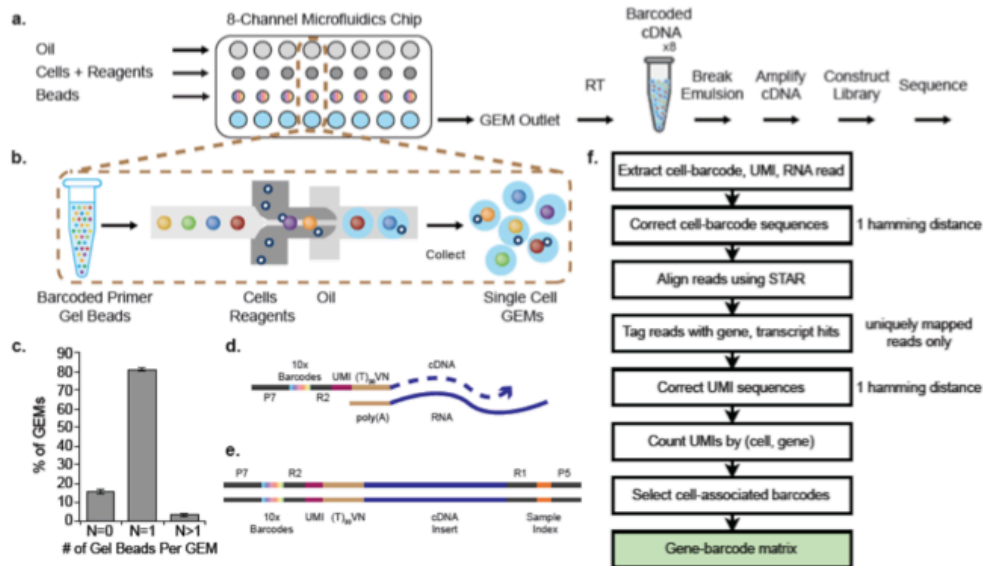 a.
8-Channel Microfluidics Chip
Oil
Cells + Reagents
Beads
GEM Outlet
RT
Barcoded
cDNA
x8
Break
Emulsion
Amplify
cDNA
Construct
Library
Sequence
b.
Barcoded Primer
Gel Beads
Cells
Reagents
Oil
Collect
Single Cell
GEMs
c.
% of GEMs
90
80
70
60
50
40
30
20
10
0
N=0 N=1 N>1
# of Gel Beads Per GEM
d.
10x
Barcodes
UMI (T)30VN
cDNA
P7
R2
poly(A)
RNA
e.
P7
R2
R1
P5
10x
Barcodes
UMI
(T)30VN
cDNA
Insert
Sample
Index
f.
Extract cell-barcode, UMI, RNA read
Correct cell-barcode sequences
1 hamming distance
Align reads using STAR
Tag reads with gene, transcript hits
uniquely mapped
reads only
Correct UMI sequences
1 hamming distance
Count UMIs by (cell, gene)
Select cell-associated barcodes
Gene-barcode matrix